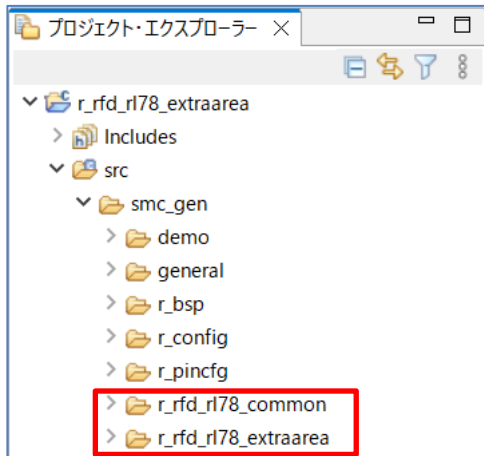 プロジェクト・エクスプローラー
r_rfd_rl78_extraarea
Includes
src
smc_gen
demo
general
r_bsp
r_config
r_pincfg
r_rfd_rl78_common
r_rfd_rl78_extraarea